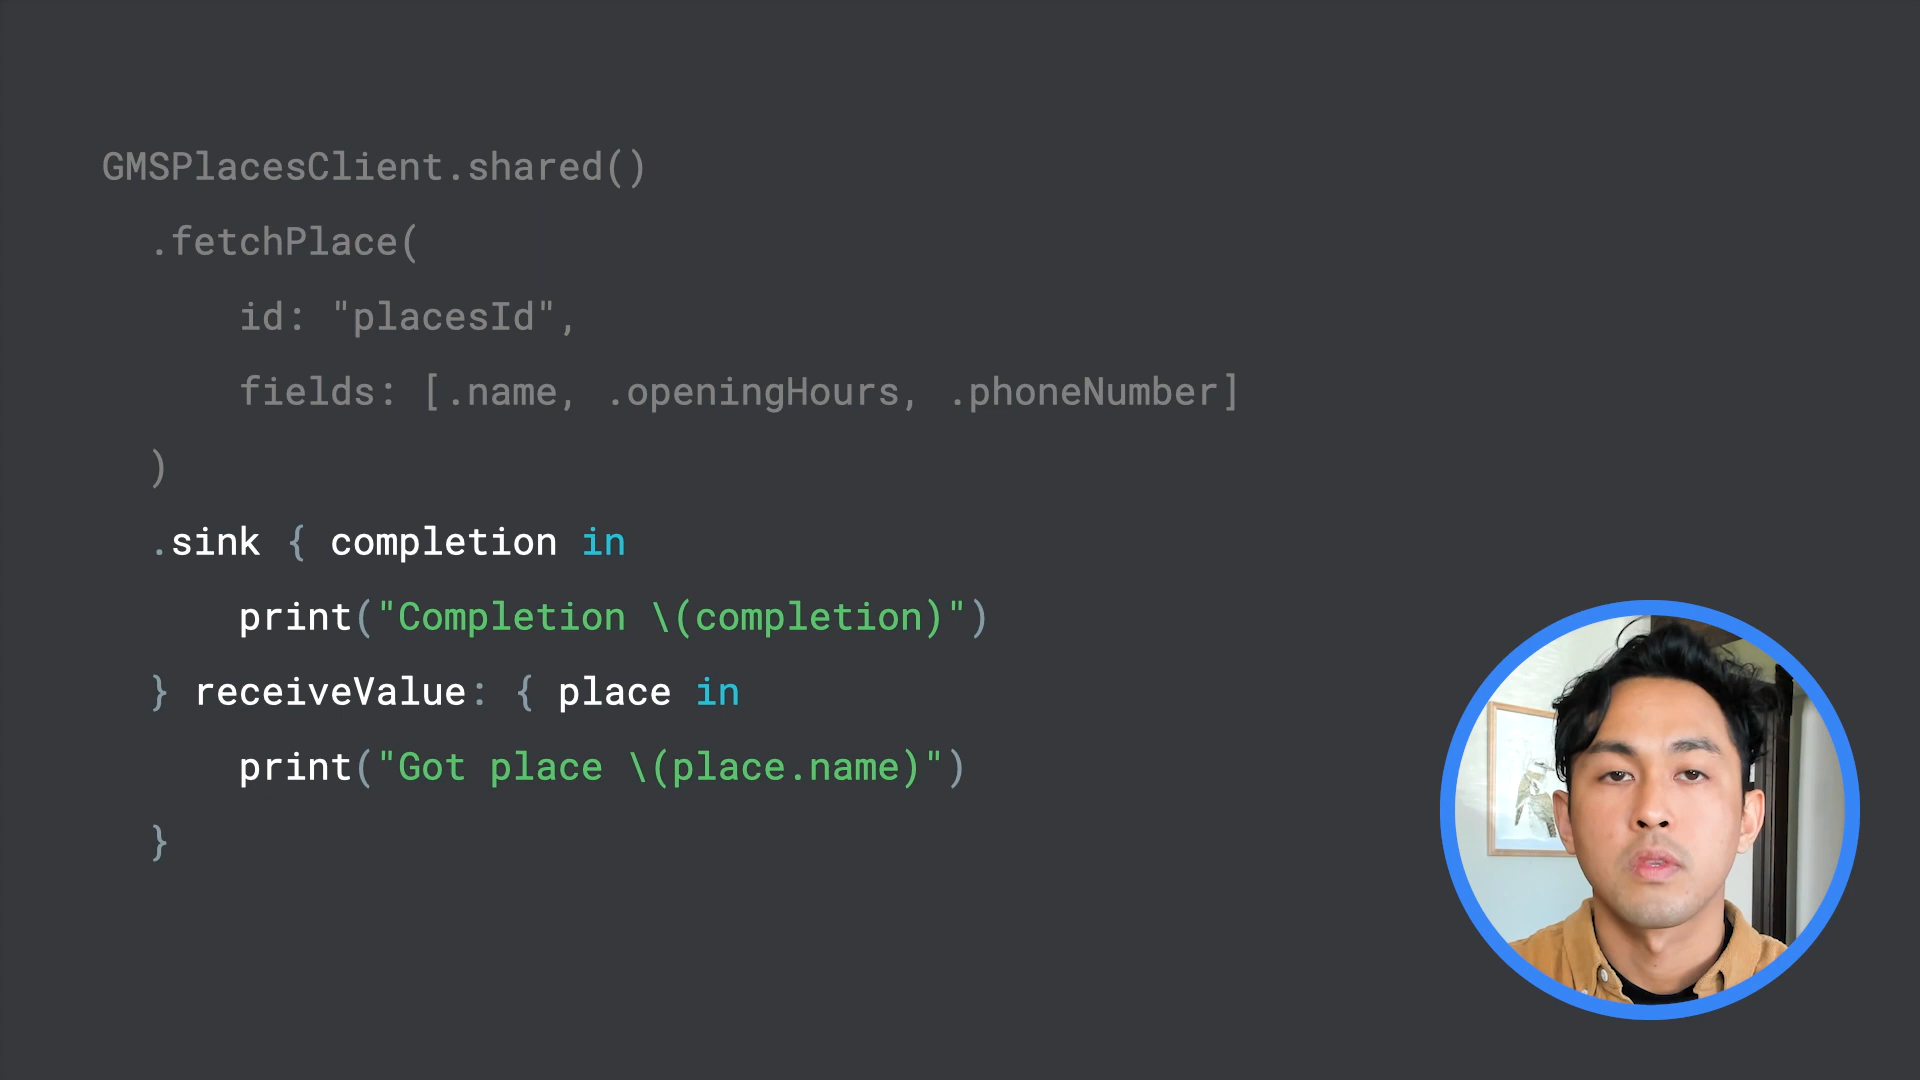 GMSPlacesClient.shared()
.fetchPlace(
id: "placesId",
fields: [.name, .openingHours, .phoneNumber]
)
.sink { completion in
print("Completion \(completion)")
} receiveValue: { place in
print("Got place \(place.name)")
}